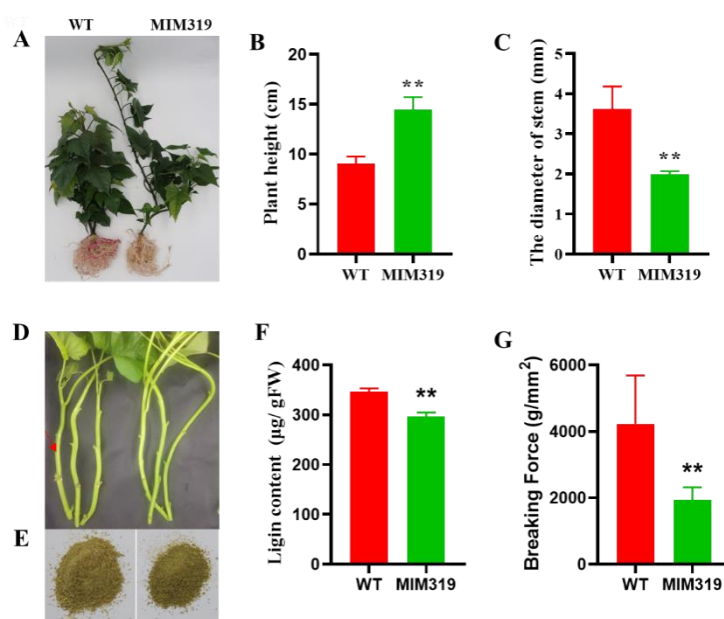 WT MIM319
A
B
Plant height (cm)
20
15
10
5
0
**
WT MIM319
C
The diameter of stem (mm)
5
4
3
2
1
0
**
WT MIM319
D
E
F
Ligin content (μg/ gFW)
400
300
200
100
0
**
WT MIM319
G
Breaking Force (g/mm²)
6000
4000
2000
0
**
WT MIM319